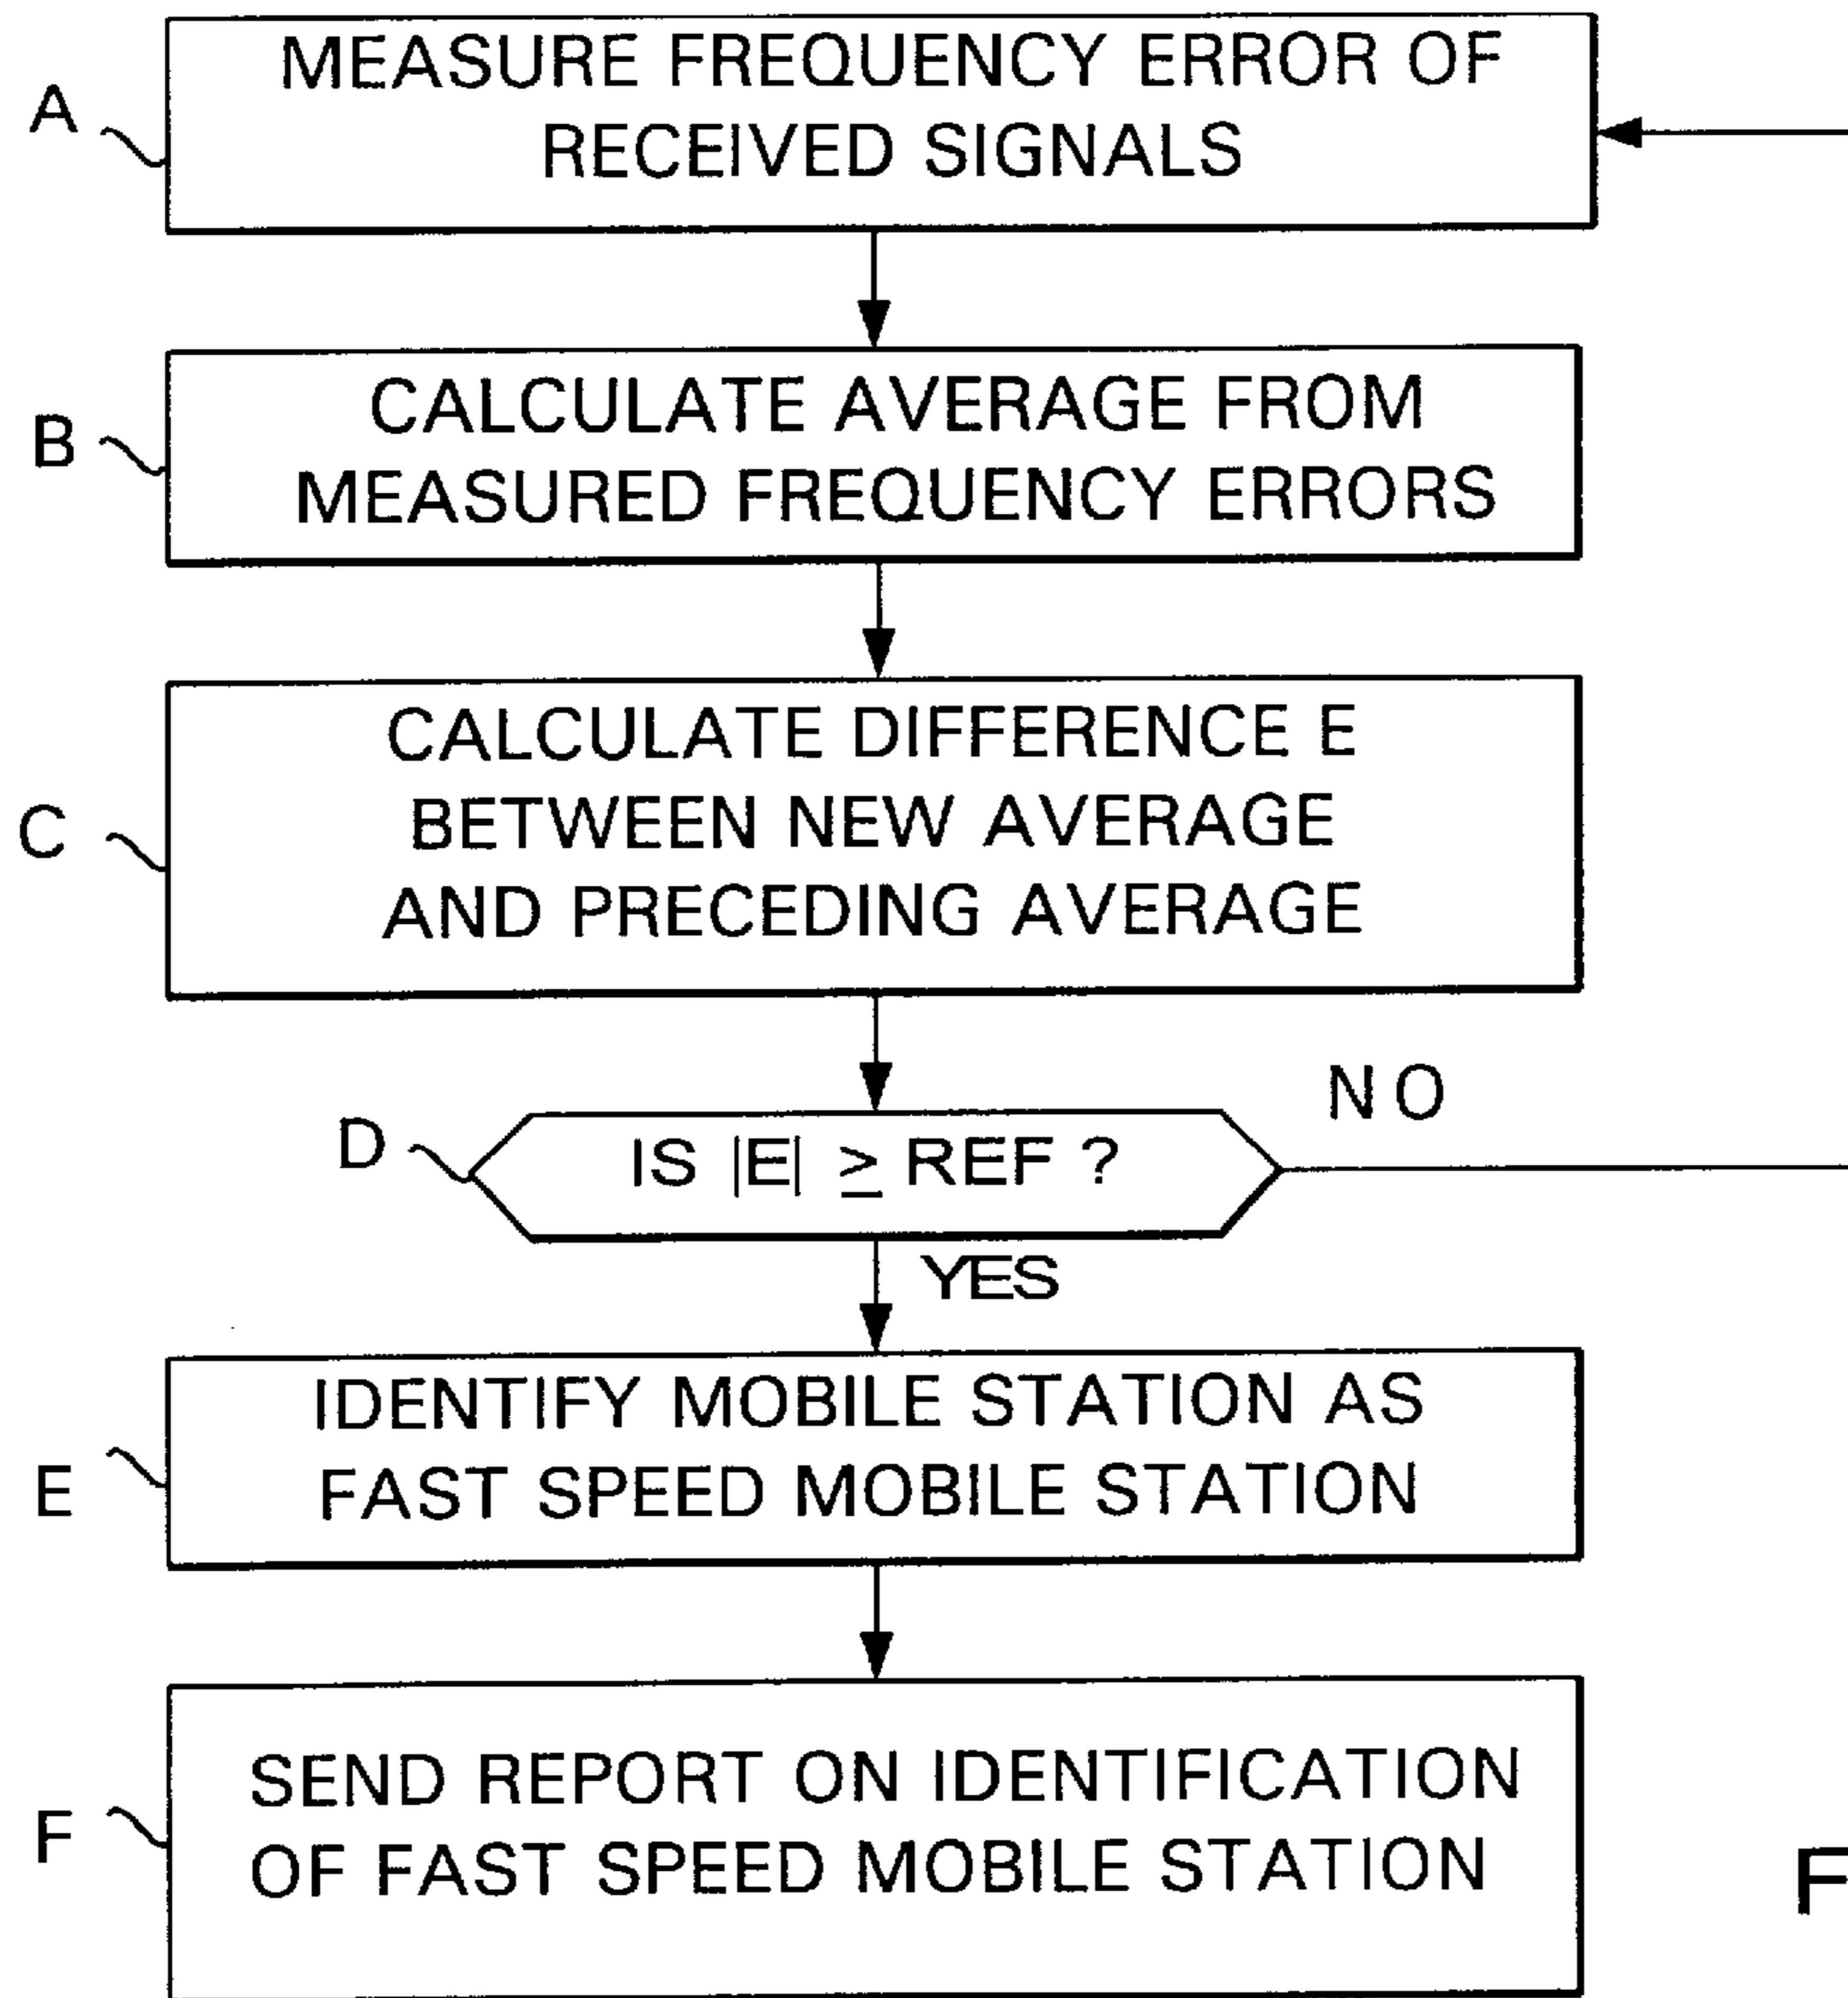 A
MEASURE FREQUENCY ERROR OF
RECEIVED SIGNALS
B
CALCULATE AVERAGE FROM
MEASURED FREQUENCY ERRORS
C
CALCULATE DIFFERENCE E
BETWEEN NEW AVERAGE
AND PRECEDING AVERAGE
NO
D
IS |E| ≥ REF ?
YES
E
IDENTIFY MOBILE STATION AS
FAST SPEED MOBILE STATION
F
SEND REPORT ON IDENTIFICATION
OF FAST SPEED MOBILE STATION
F